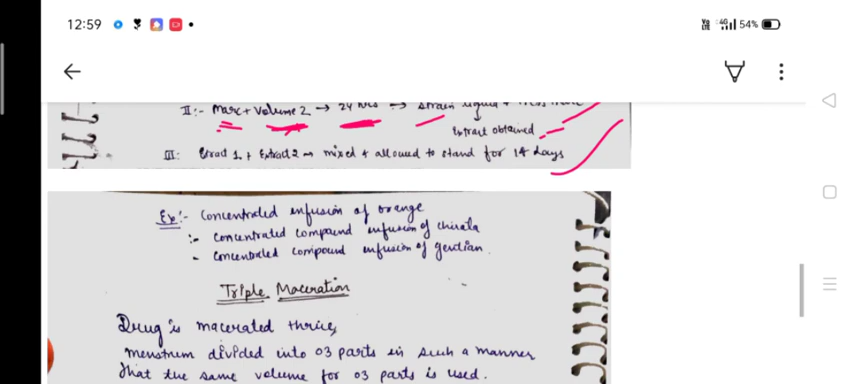 12:59
Vo LTE 4G 54%
II:- Marc + Volume 2 → 24 hrs → strain liquid +
Extract obtained
III: Extract 1 + Extract 2 → mixed & allowed to stand for 14 days
Ex:- Concentrated infusion of orange
:- concentrated compound infusion of chirata
- concentrated compound infusion of gentian.
Triple Maceration
Drug is macerated thrice,
menstrum divided into 03 parts in such a manner
that the same volume for 03 parts is used.